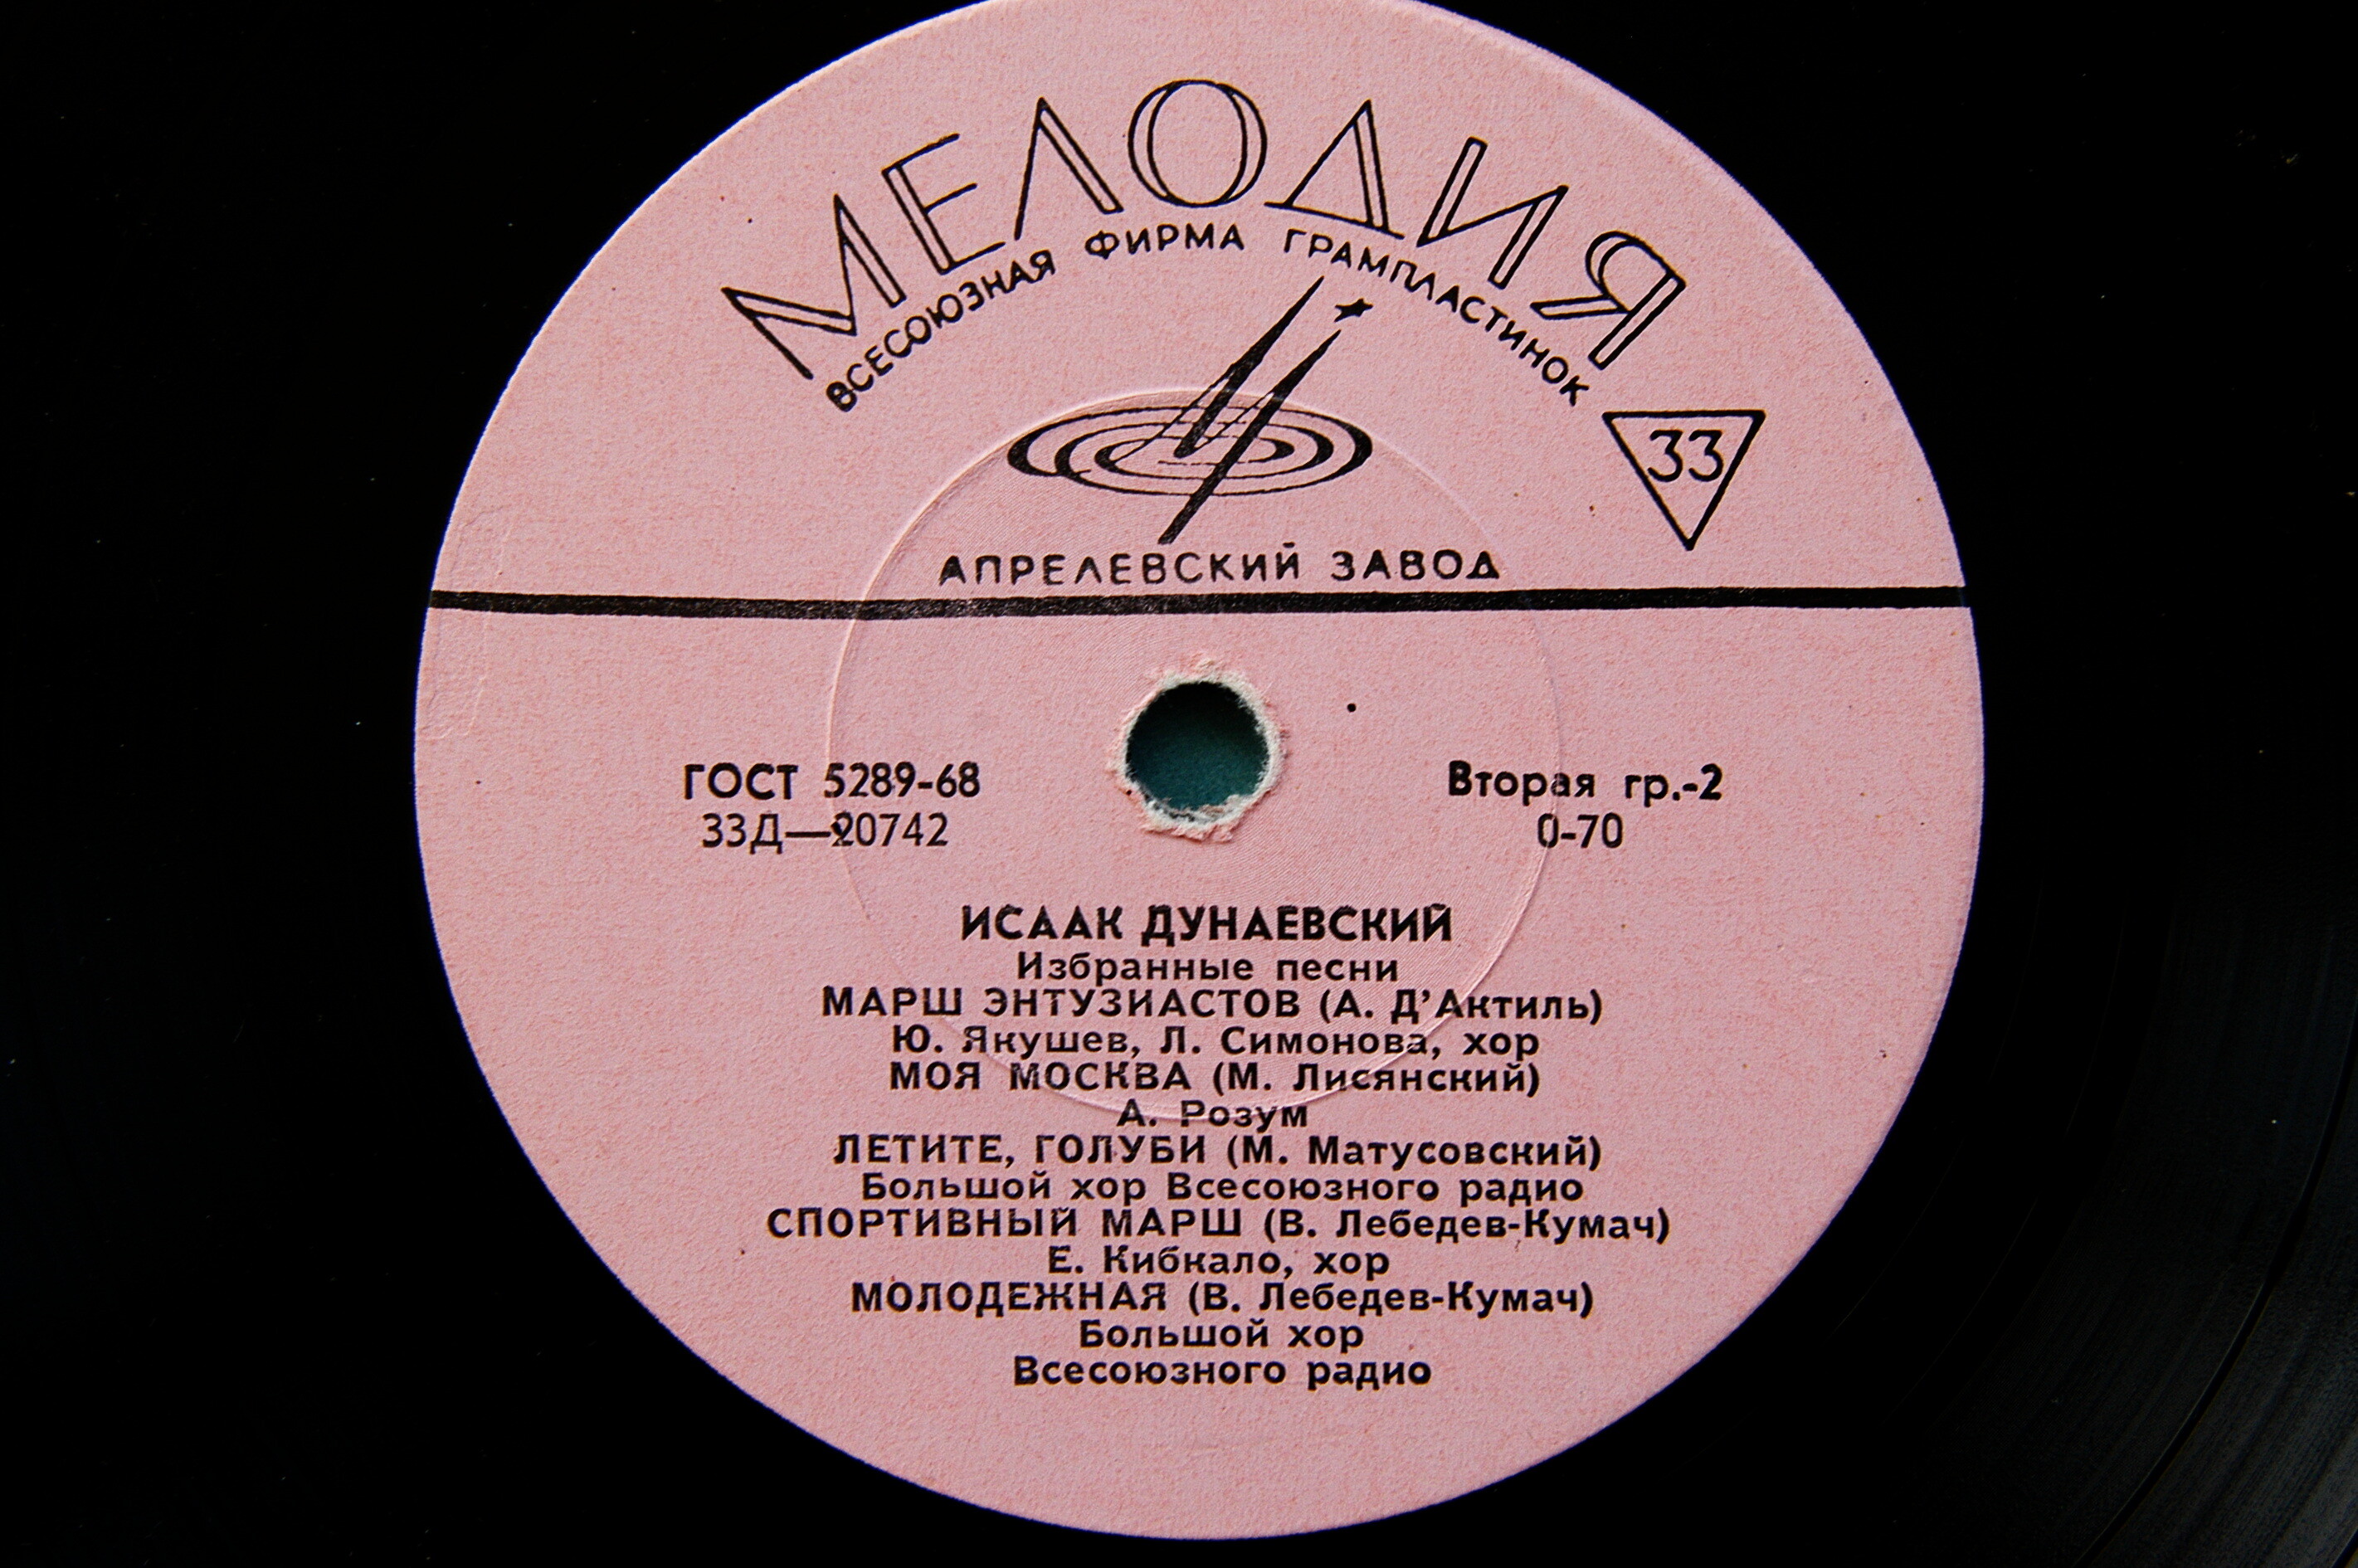 МЕЛОДИЯ
ВСЕСОЮЗНАЯ ФИРМА ГРАМПЛАСТИНОК
33
АПРЕЛЕВСКИЙ ЗАВОД
ГОСТ 5289-68
33Д—20742
Вторая гр.-2
0-70
ИСААК ДУНАЕВСКИЙ
Избранные песни
МАРШ ЭНТУЗИАСТОВ (А. Д’Актиль)
Ю. Якушев, Л. Симонова, хор
МОЯ МОСКВА (М. Лисянский)
А. Розум
ЛЕТИТЕ, ГОЛУБИ (М. Матусовский)
Большой хор Всесоюзного радио
СПОРТИВНЫЙ МАРШ (В. Лебедев-Кумач)
Е. Кибкало, хор
МОЛОДЕЖНАЯ (В. Лебедев-Кумач)
Большой хор
Всесоюзного радио